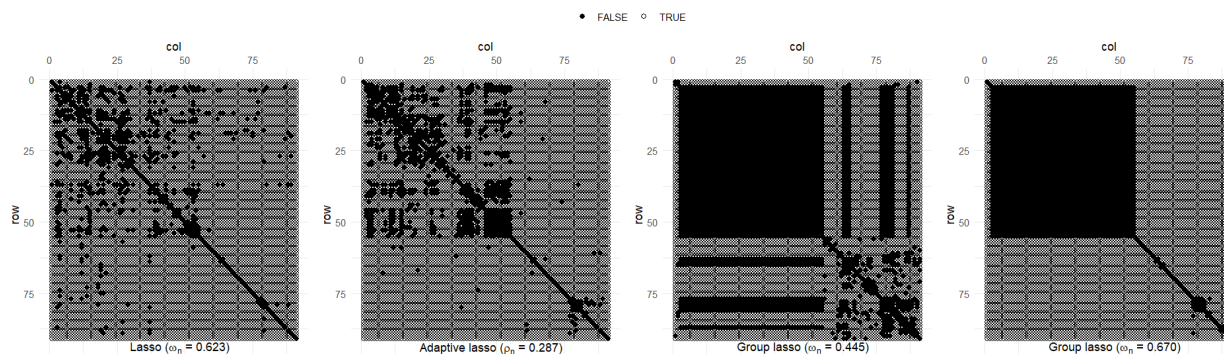 FALSE TRUE
col col col col
0 25 50 75 0 25 50 75 0 25 50 75 0 25 50 75
0 0 0 0
25 25 25 25
row row row row
50 50 50 50
75 75 75 75
Lasso (ωₙ = 0.623) Adaptive lasso (ρₙ = 0.287) Group lasso (ωₙ = 0.445) Group lasso (ωₙ = 0.670)